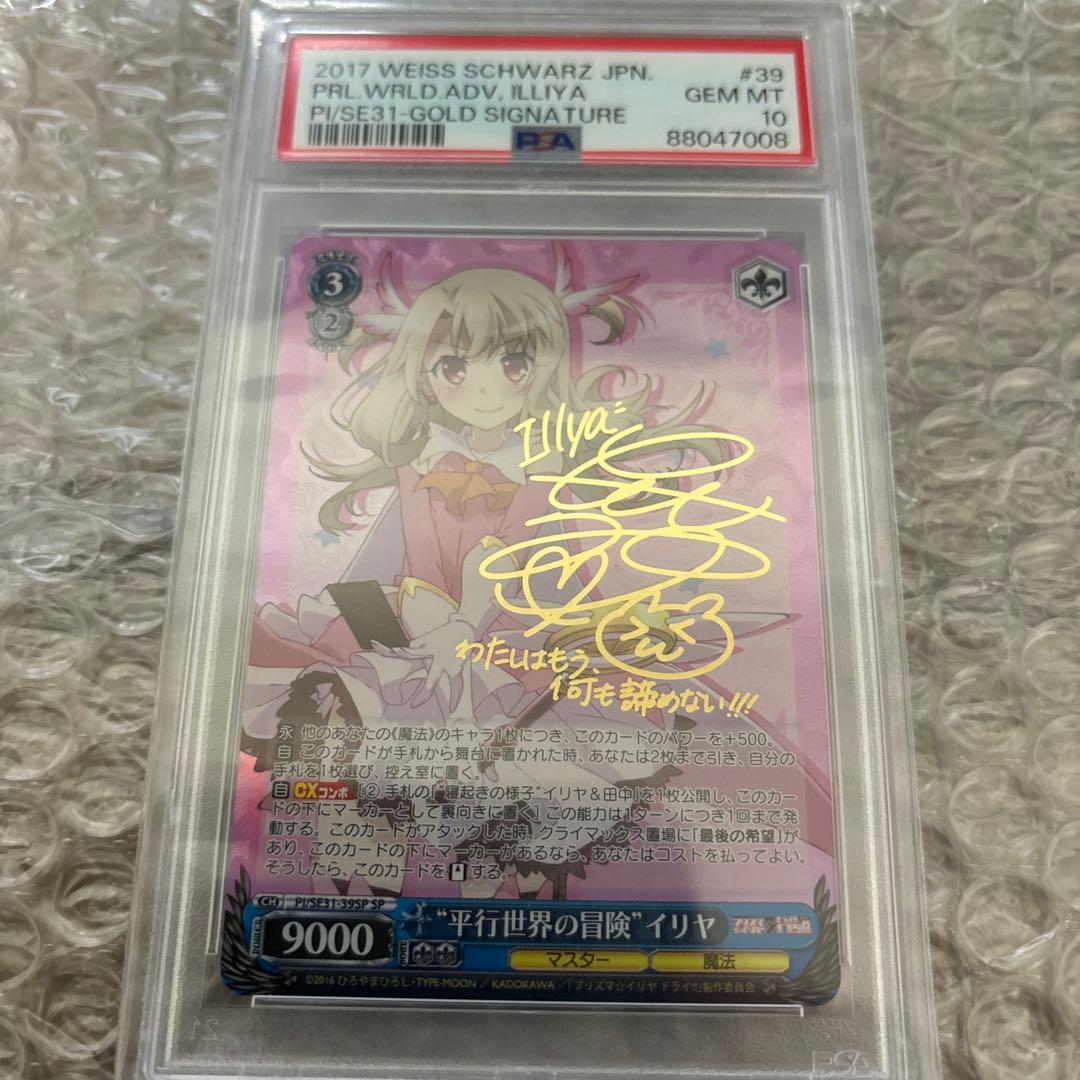 2017 WEISS SCHWARZ JPN. #39
PRL.WRLD.ADV, ILLIYA GEM MT
PI/SE31-GOLD SIGNATURE 10
PSA 88047008
3
2
Illya
わたしはもう、
何も諦めない!!!
永 他のあなたの《魔法》のキャラ1枚につき、このカードのパワーを+500。
自 このカードが手札から舞台に置かれた時、あなたは2枚まで引き、自分の
手札を1枚選び、控え室に置く。
自 CXコンボ [② 手札の「“寝起きの様子”イリヤ&田中」を1枚公開し、このカー
ドの下にマーカーとして裏向きに置く] この能力は1ターンにつき1回まで発
動する。このカードがアタックした時、クライマックス置場に「最後の希望」が
あり、このカードの下にマーカーがあるなら、あなたはコストを払ってよい。
そうしたら、このカードを する。
CH PI/SE31-39SP SP
“平行世界の冒険”イリヤ
9000
マスター 魔法
©2016 ひろやまひろし・TYPE-MOON / KADOKAWA /「プリズマ☆イリヤ ドライ!!」製作委員会